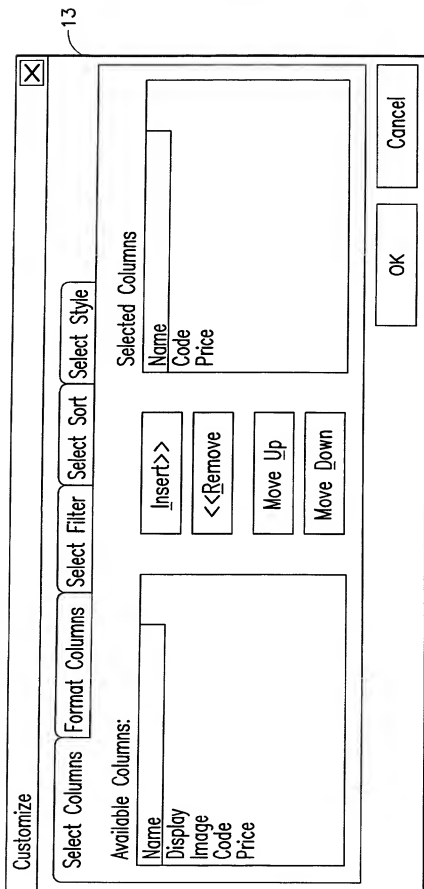 Customize
13
Select Columns
Format Columns
Select Filter
Select Sort
Select Style
Available Columns:
Name
Display
Image
Code
Price
Insert>>
<<Remove
Move Up
Move Down
Selected Columns
Name
Code
Price
OK
Cancel